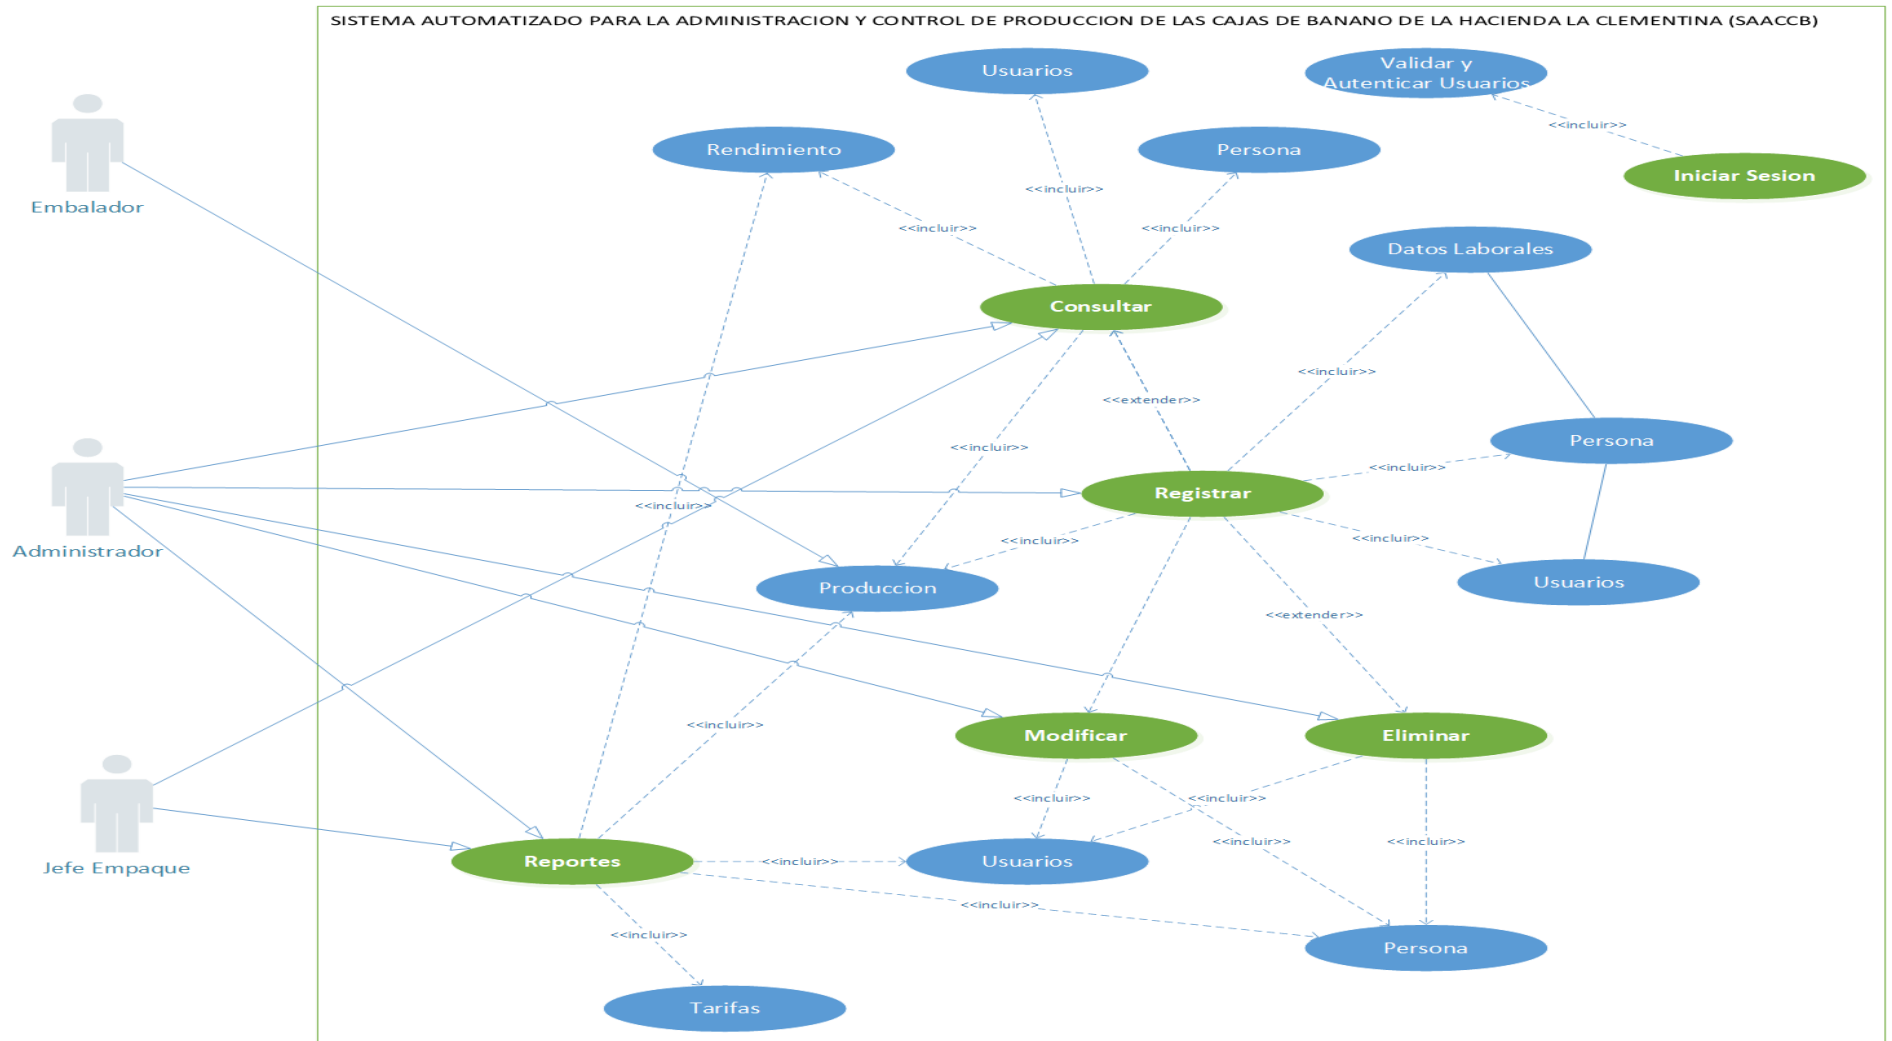 SISTEMA AUTOMATIZADO PARA LA ADMINISTRACION Y CONTROL DE PRODUCCION DE LAS CAJAS DE BANANO DE LA HACIENDA LA CLEMENTINA (SAACCB)
Usuarios
Validar y
Autenticar Usuarios
<<incluir>>
Rendimiento
Persona
Iniciar Sesion
<<incluir>>
Embalador
<<incluir>>
<<incluir>>
Datos Laborales
Consultar
<<incluir>>
<<extender>>
Persona
<<incluir>>
<<incluir>>
Registrar
<<incluir>>
Administrador
<<incluir>>
<<incluir>>
Produccion
Usuarios
<<extender>>
<<incluir>>
Modificar
Eliminar
<<incluir>>
<<incluir>>
<<incluir>>
<<incluir>>
Jefe Empaque
Reportes
<<incluir>>
Usuarios
<<incluir>>
<<incluir>>
Persona
Tarifas